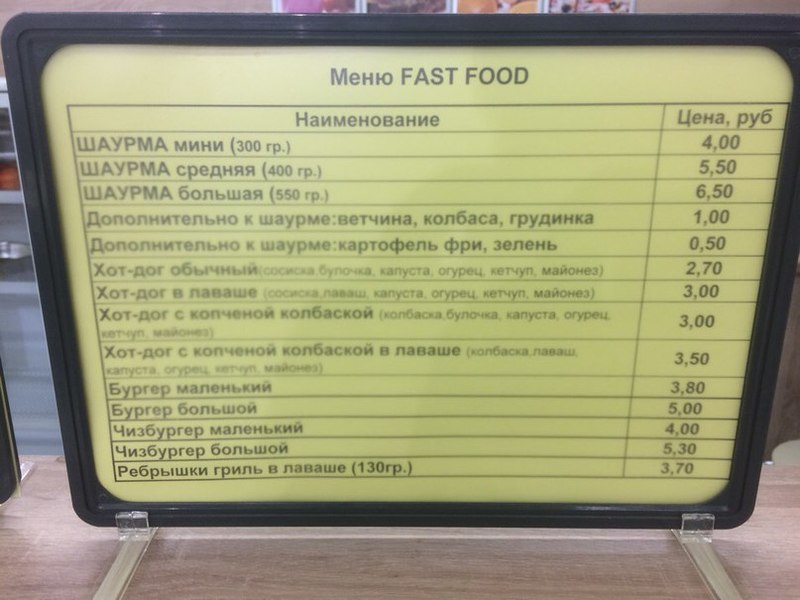 Меню FAST FOOD
Наименование Цена, руб
ШАУРМА мини (300 гр.) 4,00
ШАУРМА средняя (400 гр.) 5,50
ШАУРМА большая (550 гр.) 6,50
Дополнительно к шаурме:ветчина, колбаса, грудинка 1,00
Дополнительно к шаурме:картофель фри, зелень 0,50
Хот-дог обычный(сосиска,булочка, капуста, огурец, кетчуп, майонез) 2,70
Хот-дог в лаваше (сосиска,лаваш, капуста, огурец, кетчуп, майонез) 3,00
Хот-дог с копченой колбаской (колбаска,булочка, капуста, огурец, 3,00
кетчуп, майонез)
Хот-дог с копченой колбаской в лаваше (колбаска,лаваш, 3,50
капуста, огурец, кетчуп, майонез)
Бургер маленький 3,80
Бургер большой 5,00
Чизбургер маленький 4,00
Чизбургер большой 5,30
Ребрышки гриль в лаваше (130гр.) 3,70